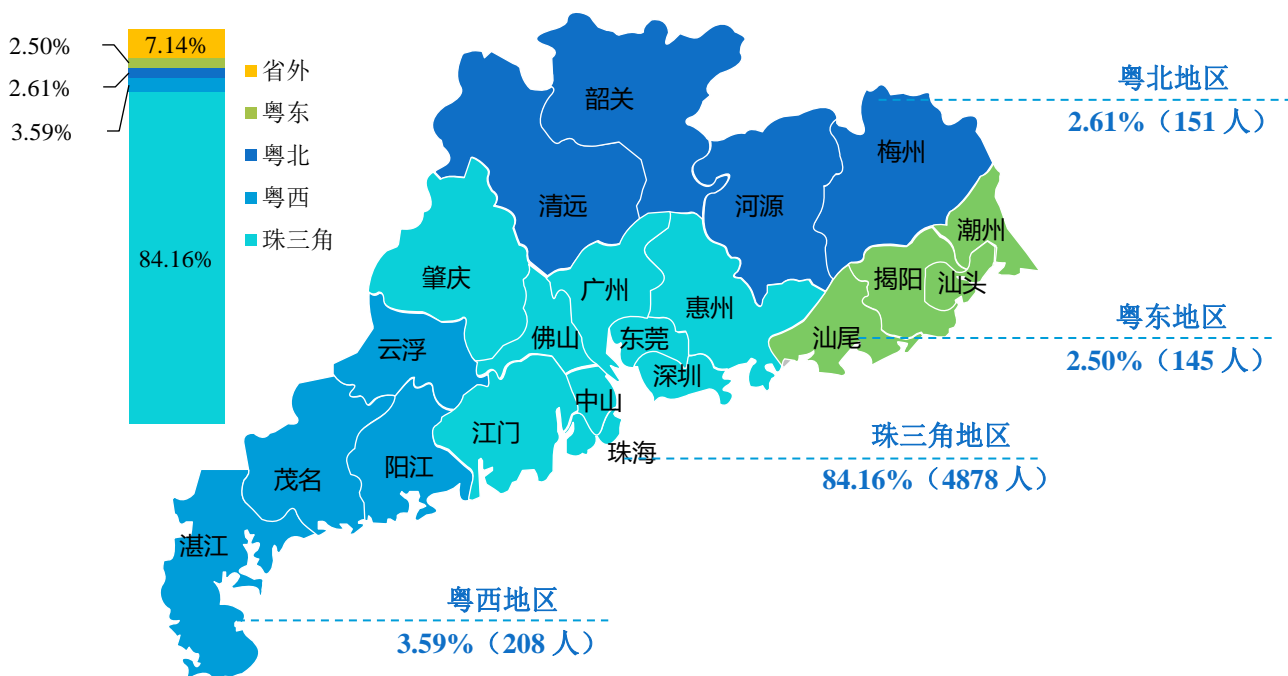 7.14%
2.50%
2.61%
3.59%
84.16%
省外
粤东
粤北
粤西
珠三角
韶关
梅州
清远
河源
潮州
肇庆
广州
惠州
揭阳
汕头
云浮
佛山
东莞
汕尾
深圳
中山
江门
珠海
阳江
茂名
湛江
粤北地区
2.61%（151 人）
粤东地区
2.50%（145 人）
珠三角地区
84.16%（4878 人）
粤西地区
3.59%（208 人）